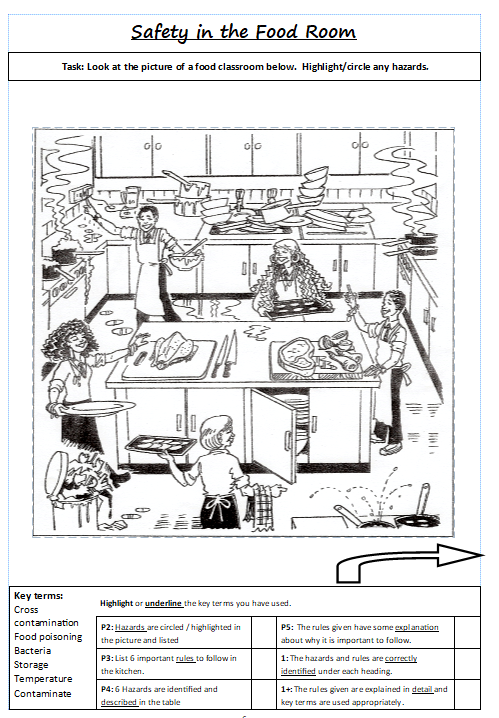 Safety in the Food Room
Task: Look at the picture of a food classroom below. Highlight/circle any hazards.
Key terms:
Cross
contamination
Food poisoning
Bacteria
Storage
Temperature
Contaminate
Highlight or underline the key terms you have used.
P2: Hazards are circled / highlighted in
the picture and listed
P5: The rules given have some explanation
about why it is important to follow.
P3: List 6 important rules to follow in
the kitchen.
1: The hazards and rules are correctly
identified under each heading.
P4: 6 Hazards are identified and
described in the table
1+: The rules given are explained in detail and
key terms are used appropriately.